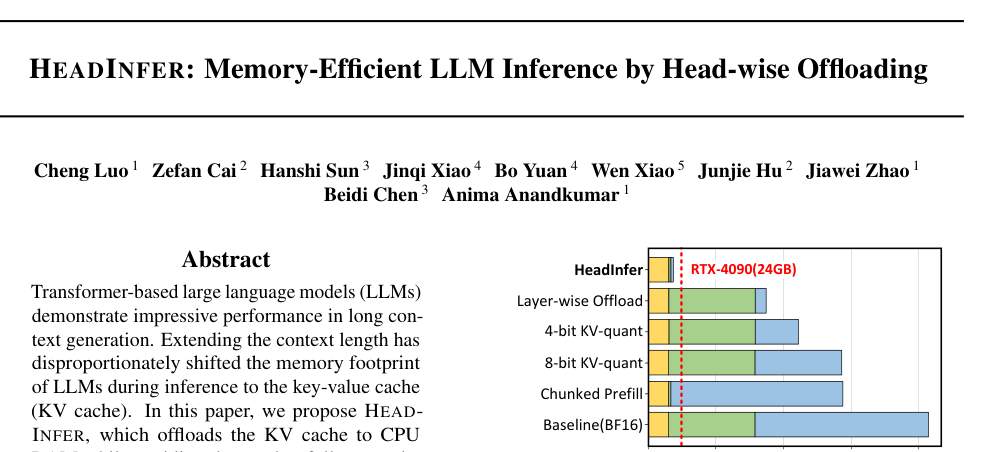 HEADINFER: Memory-Efficient LLM Inference by Head-wise Offloading
Cheng Luo 1 Zefan Cai 2 Hanshi Sun 3 Jinqi Xiao 4 Bo Yuan 4 Wen Xiao 5 Junjie Hu 2 Jiawei Zhao 1
Beidi Chen 3 Anima Anandkumar 1
Abstract
Transformer-based large language models (LLMs)
demonstrate impressive performance in long con-
text generation. Extending the context length has
disproportionately shifted the memory footprint
of LLMs during inference to the key-value cache
(KV cache). In this paper, we propose HEAD-
INFER, which offloads the KV cache to CPU
HeadInfer
RTX-4090(24GB)
Layer-wise Offload
4-bit KV-quant
8-bit KV-quant
Chunked Prefill
Baseline(BF16)